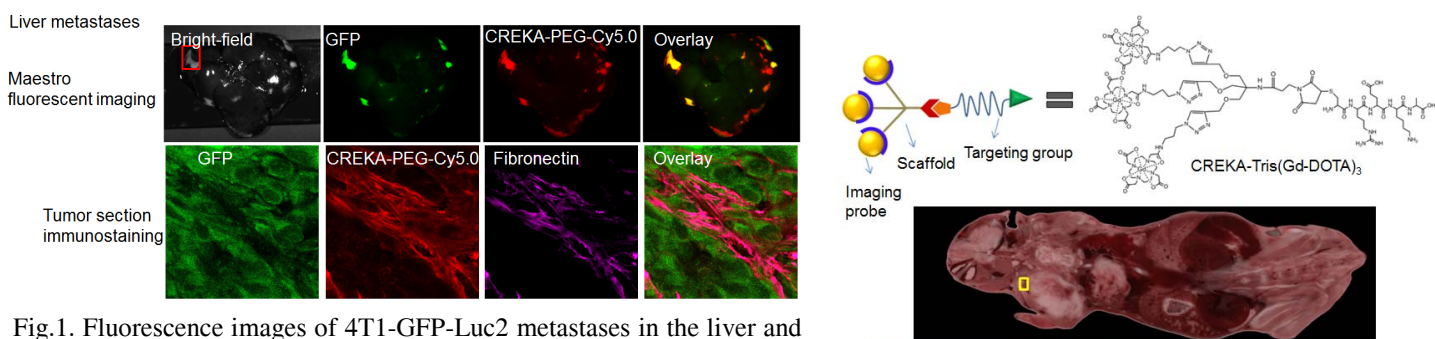 Liver metastases
Bright-field
GFP
CREKA-PEG-Cy5.0
Overlay
Maestro
fluorescent imaging
GFP
CREKA-PEG-Cy5.0
Fibronectin
Overlay
Tumor section
immunostaining
Fig.1. Fluorescence images of 4T1-GFP-Luc2 metastases in the liver and
Imaging
probe
Scaffold
Targeting group
CREKA-Tris(Gd-DOTA)3